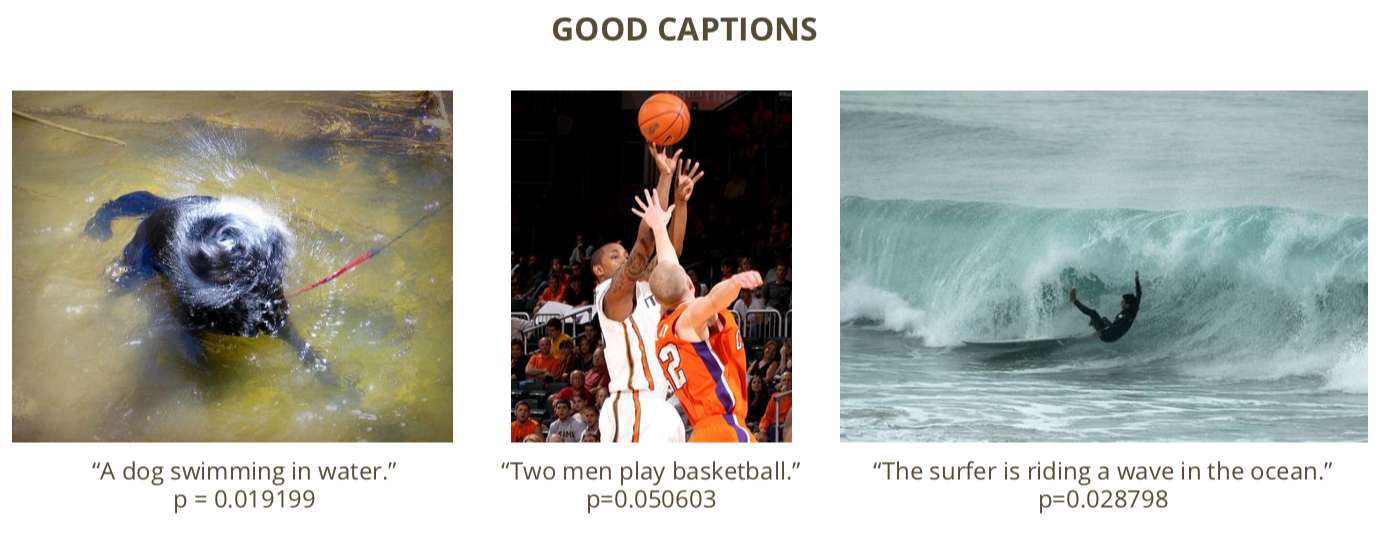 GOOD CAPTIONS
“A dog swimming in water.”
p = 0.019199
“Two men play basketball.”
p=0.050603
“The surfer is riding a wave in the ocean.”
p=0.028798
2